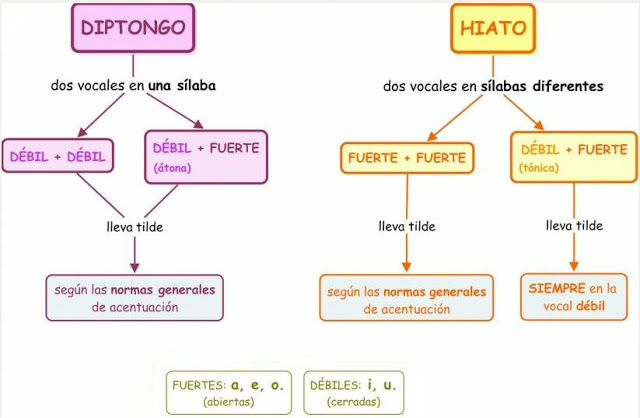 DIPTONGO
dos vocales en una sílaba
DÉBIL + DÉBIL
DÉBIL + FUERTE
(átona)
lleva tilde
según las normas generales
de acentuación
HIATO
dos vocales en sílabas diferentes
FUERTE + FUERTE
DÉBIL + FUERTE
(tónica)
lleva tilde
lleva tilde
según las normas generales
de acentuación
SIEMPRE en la
vocal débil
FUERTES: a, e, o.
(abiertas)
DÉBILES: i, u.
(cerradas)